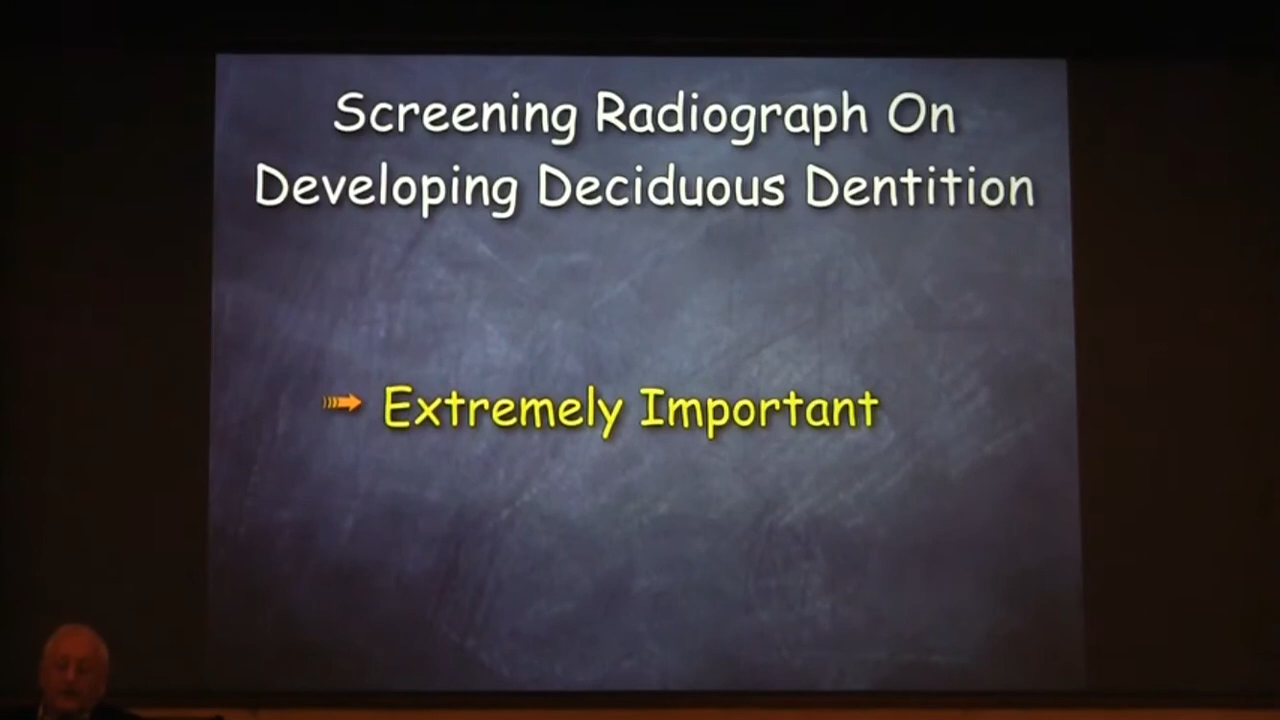 Screening Radiograph On
Developing Deciduous Dentition
Extremely Important